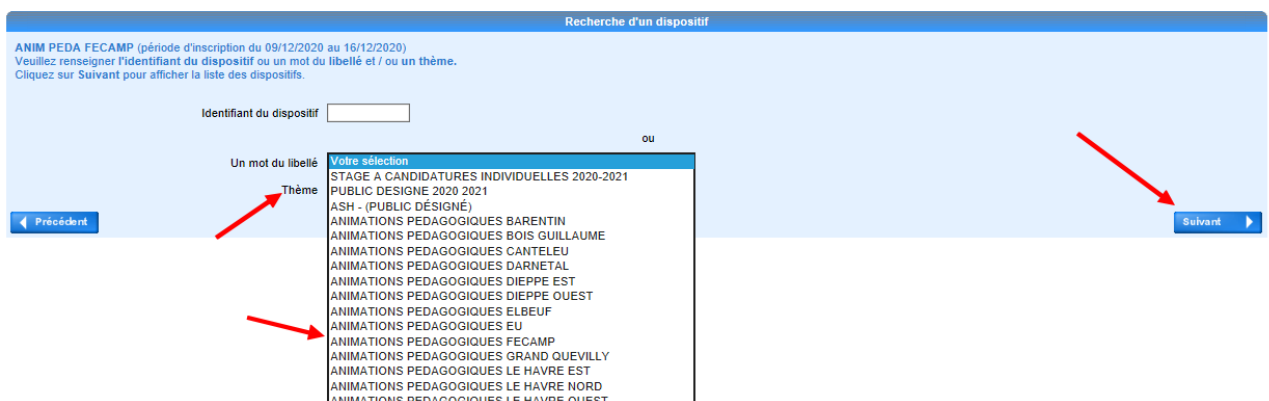 Recherche d'un dispositif
ANIM PEDA FECAMP (période d'inscription du 09/12/2020 au 16/12/2020)
Veuillez renseigner l'identifiant du dispositif ou un mot du libellé et / ou un thème.
Cliquez sur Suivant pour afficher la liste des dispositifs.
Identifiant du dispositif
ou
Un mot du libellé
Votre sélection
STAGE A CANDIDATURES INDIVIDUELLES 2020-2021
Thème
PUBLIC DESIGNE 2020 2021
ASH - (PUBLIC DÉSIGNÉ)
ANIMATIONS PEDAGOGIQUES BARENTIN
Précédent
Suivant
ANIMATIONS PEDAGOGIQUES BOIS GUILLAUME
ANIMATIONS PEDAGOGIQUES CANTELEU
ANIMATIONS PEDAGOGIQUES DARNETAL
ANIMATIONS PEDAGOGIQUES DIEPPE EST
ANIMATIONS PEDAGOGIQUES DIEPPE OUEST
ANIMATIONS PEDAGOGIQUES ELBEUF
ANIMATIONS PEDAGOGIQUES EU
ANIMATIONS PEDAGOGIQUES FECAMP
ANIMATIONS PEDAGOGIQUES GRAND QUEVILLY
ANIMATIONS PEDAGOGIQUES LE HAVRE EST
ANIMATIONS PEDAGOGIQUES LE HAVRE NORD
ANIMATIONS PEDAGOGIQUES LE HAVRE OUEST